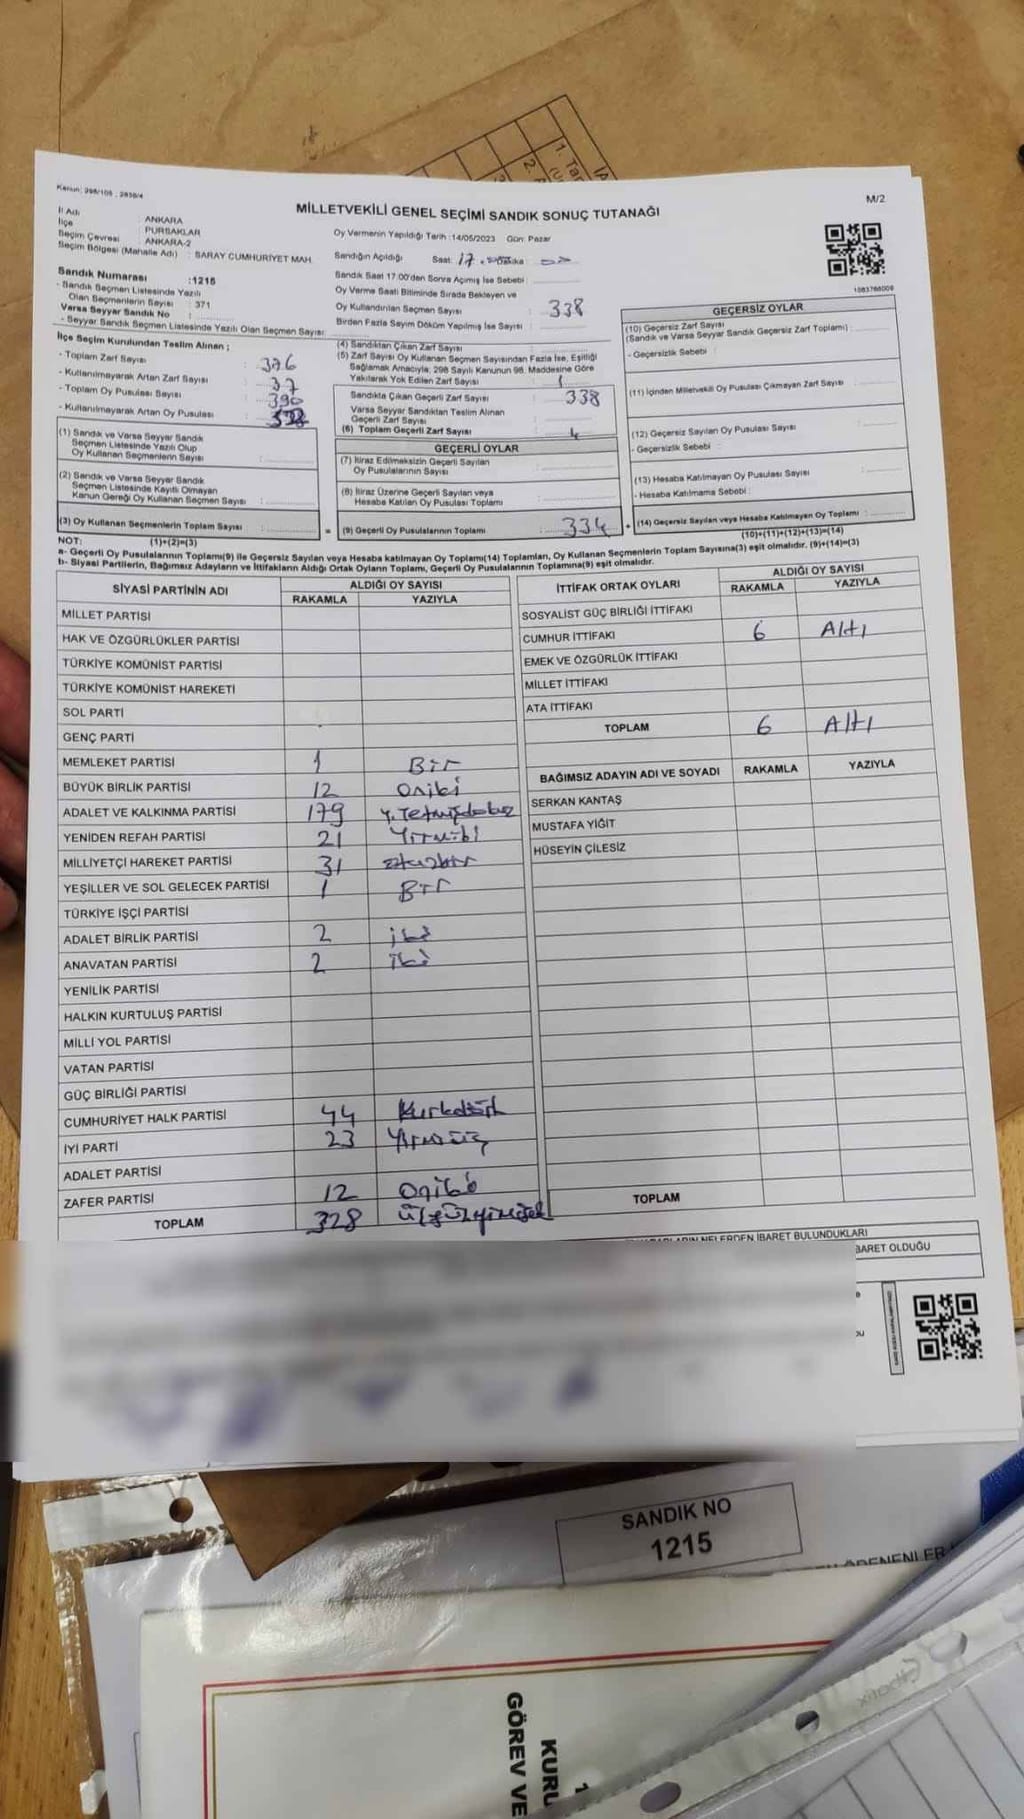 Kanun: 298/105 , 2839/4
M/2
MİLLETVEKİLİ GENEL SEÇİMİ SANDIK SONUÇ TUTANAĞI
İl Adı : ANKARA
İlçe : PURSAKLAR
Seçim Çevresi : ANKARA-2
Seçim Bölgesi (Mahalle Adı) : SARAY CUMHURİYET MAH.
Sandık Numarası :1215
- Sandık Seçmen Listesinde Yazılı
Olan Seçmenlerin Sayısı : 371
Varsa Seyyar Sandık No :
- Seyyar Sandık Seçmen Listesinde Yazılı Olan Seçmen Sayısı:
Oy Vermenin Yapıldığı Tarih :14/05/2023 Gün: Pazar
Sandığın Açıldığı Saat: 17 Dakika: 00
Sandık Saat 17.00'den Sonra Açılmış İse Sebebi :
Oy Verme Saati Bitiminde Sırada Bekleyen ve
Oy Kullandırılan Seçmen Sayısı : 338
Birden Fazla Sayım Döküm Yapılmış İse Sayısı :
İlçe Seçim Kurulundan Teslim Alınan ;
- Toplam Zarf Sayısı : 376
- Kullanılmayarak Artan Zarf Sayısı : 37
- Toplam Oy Pusulası Sayısı : 390
- Kullanılmayarak Artan Oy Pusulası :
(1) Sandık ve Varsa Seyyar Sandık
Seçmen Listesinde Yazılı Olup
Oy Kullanan Seçmenlerin Sayısı :
(2) Sandık ve Varsa Seyyar Sandık
Seçmen Listesinde Kayıtlı Olmayan
Kanun Gereği Oy Kullanan Seçmen Sayısı :
(3) Oy Kullanan Seçmenlerin Toplam Sayısı :
(1)+(2)=(3)
(4) Sandıktan Çıkan Zarf Sayısı :
(5) Zarf Sayısı Oy Kullanan Seçmen Sayısından Fazla İse, Eşitliği
Sağlamak Amacıyla; 298 Sayılı Kanunun 98. Maddesine Göre
Yakılarak Yok Edilen Zarf Sayısı : 1
Sandıkta Çıkan Geçerli Zarf Sayısı : 338
Varsa Seyyar Sandıktan Teslim Alınan
Geçerli Zarf Sayısı :
(6) Toplam Geçerli Zarf Sayısı : 4
GEÇERLİ OYLAR
(7) İtiraz Edilmeksizin Geçerli Sayılan
Oy Pusulalarının Sayısı :
(8) İtiraz Üzerine Geçerli Sayılan veya
Hesaba Katılan Oy Pusulası Toplamı :
= (9) Geçerli Oy Pusulalarının Toplamı : 334 +
1583768009
GEÇERSİZ OYLAR
(10) Geçersiz Zarf Sayısı
(Sandık ve Varsa Seyyar Sandık Geçersiz Zarf Toplamı) :
- Geçersizlik Sebebi :
(11) İçinden Milletvekili Oy Pusulası Çıkmayan Zarf Sayısı :
(12) Geçersiz Sayılan Oy Pusulası Sayısı :
- Geçersizlik Sebebi :
(13) Hesaba Katılmayan Oy Pusulası Sayısı :
- Hesaba Katılmama Sebebi :
(14) Geçersiz Sayılan veya Hesaba Katılmayan Oy Toplamı :
(10)+(11)+(12)+(13)=(14)
NOT:
a- Geçerli Oy Pusulalarının Toplamı(9) ile Geçersiz Sayılan veya Hesaba katılmayan Oy Toplamı(14) Toplamları, Oy Kullanan Seçmenlerin Toplam Sayısına(3) eşit olmalıdır. (9)+(14)=(3)
b- Siyasi Partilerin, Bağımsız Adayların ve İttifakların Aldığı Ortak Oyların Toplamı, Geçerli Oy Pusulalarının Toplamına(9) eşit olmalıdır.
SİYASİ PARTİNİN ADI ALDIĞI OY SAYISI
RAKAMLA YAZIYLA
MİLLET PARTİSİ
HAK VE ÖZGÜRLÜKLER PARTİSİ
TÜRKİYE KOMÜNİST PARTİSİ
TÜRKİYE KOMÜNİST HAREKETİ
SOL PARTİ
GENÇ PARTİ
MEMLEKET PARTİSİ 1 Bir
BÜYÜK BİRLİK PARTİSİ 12 Oniki
ADALET VE KALKINMA PARTİSİ 179 Y.Yetmişdokuz
YENİDEN REFAH PARTİSİ 21 Yirmibi
MİLLİYETÇİ HAREKET PARTİSİ 31 otuzbir
YEŞİLLER VE SOL GELECEK PARTİSİ 1 Bir
TÜRKİYE İŞÇİ PARTİSİ
ADALET BİRLİK PARTİSİ 2 iki
ANAVATAN PARTİSİ 2 iki
YENİLİK PARTİSİ
HALKIN KURTULUŞ PARTİSİ
MİLLİ YOL PARTİSİ
VATAN PARTİSİ
GÜÇ BİRLİĞİ PARTİSİ
CUMHURİYET HALK PARTİSİ 44 Kırkdört
İYİ PARTİ 23 Yirmiüç
ADALET PARTİSİ
ZAFER PARTİSİ 12 Oniki
TOPLAM 328
İTTİFAK ORTAK OYLARI ALDIĞI OY SAYISI
RAKAMLA YAZIYLA
SOSYALİST GÜÇ BİRLİĞİ İTTİFAKI
CUMHUR İTTİFAKI 6 Altı
EMEK VE ÖZGÜRLÜK İTTİFAKI
MİLLET İTTİFAKI
ATA İTTİFAKI
TOPLAM 6 Altı
BAĞIMSIZ ADAYIN ADI VE SOYADI RAKAMLA YAZIYLA
SERKAN KANTAŞ
MUSTAFA YİĞİT
HÜSEYİN ÇİLESİZ
TOPLAM
NELERDEN İBARET BULUNDUKLARI
BARET OLDUĞU
SANDIK NO
1215
ÖDENENLER
KURU
GÖREV VE